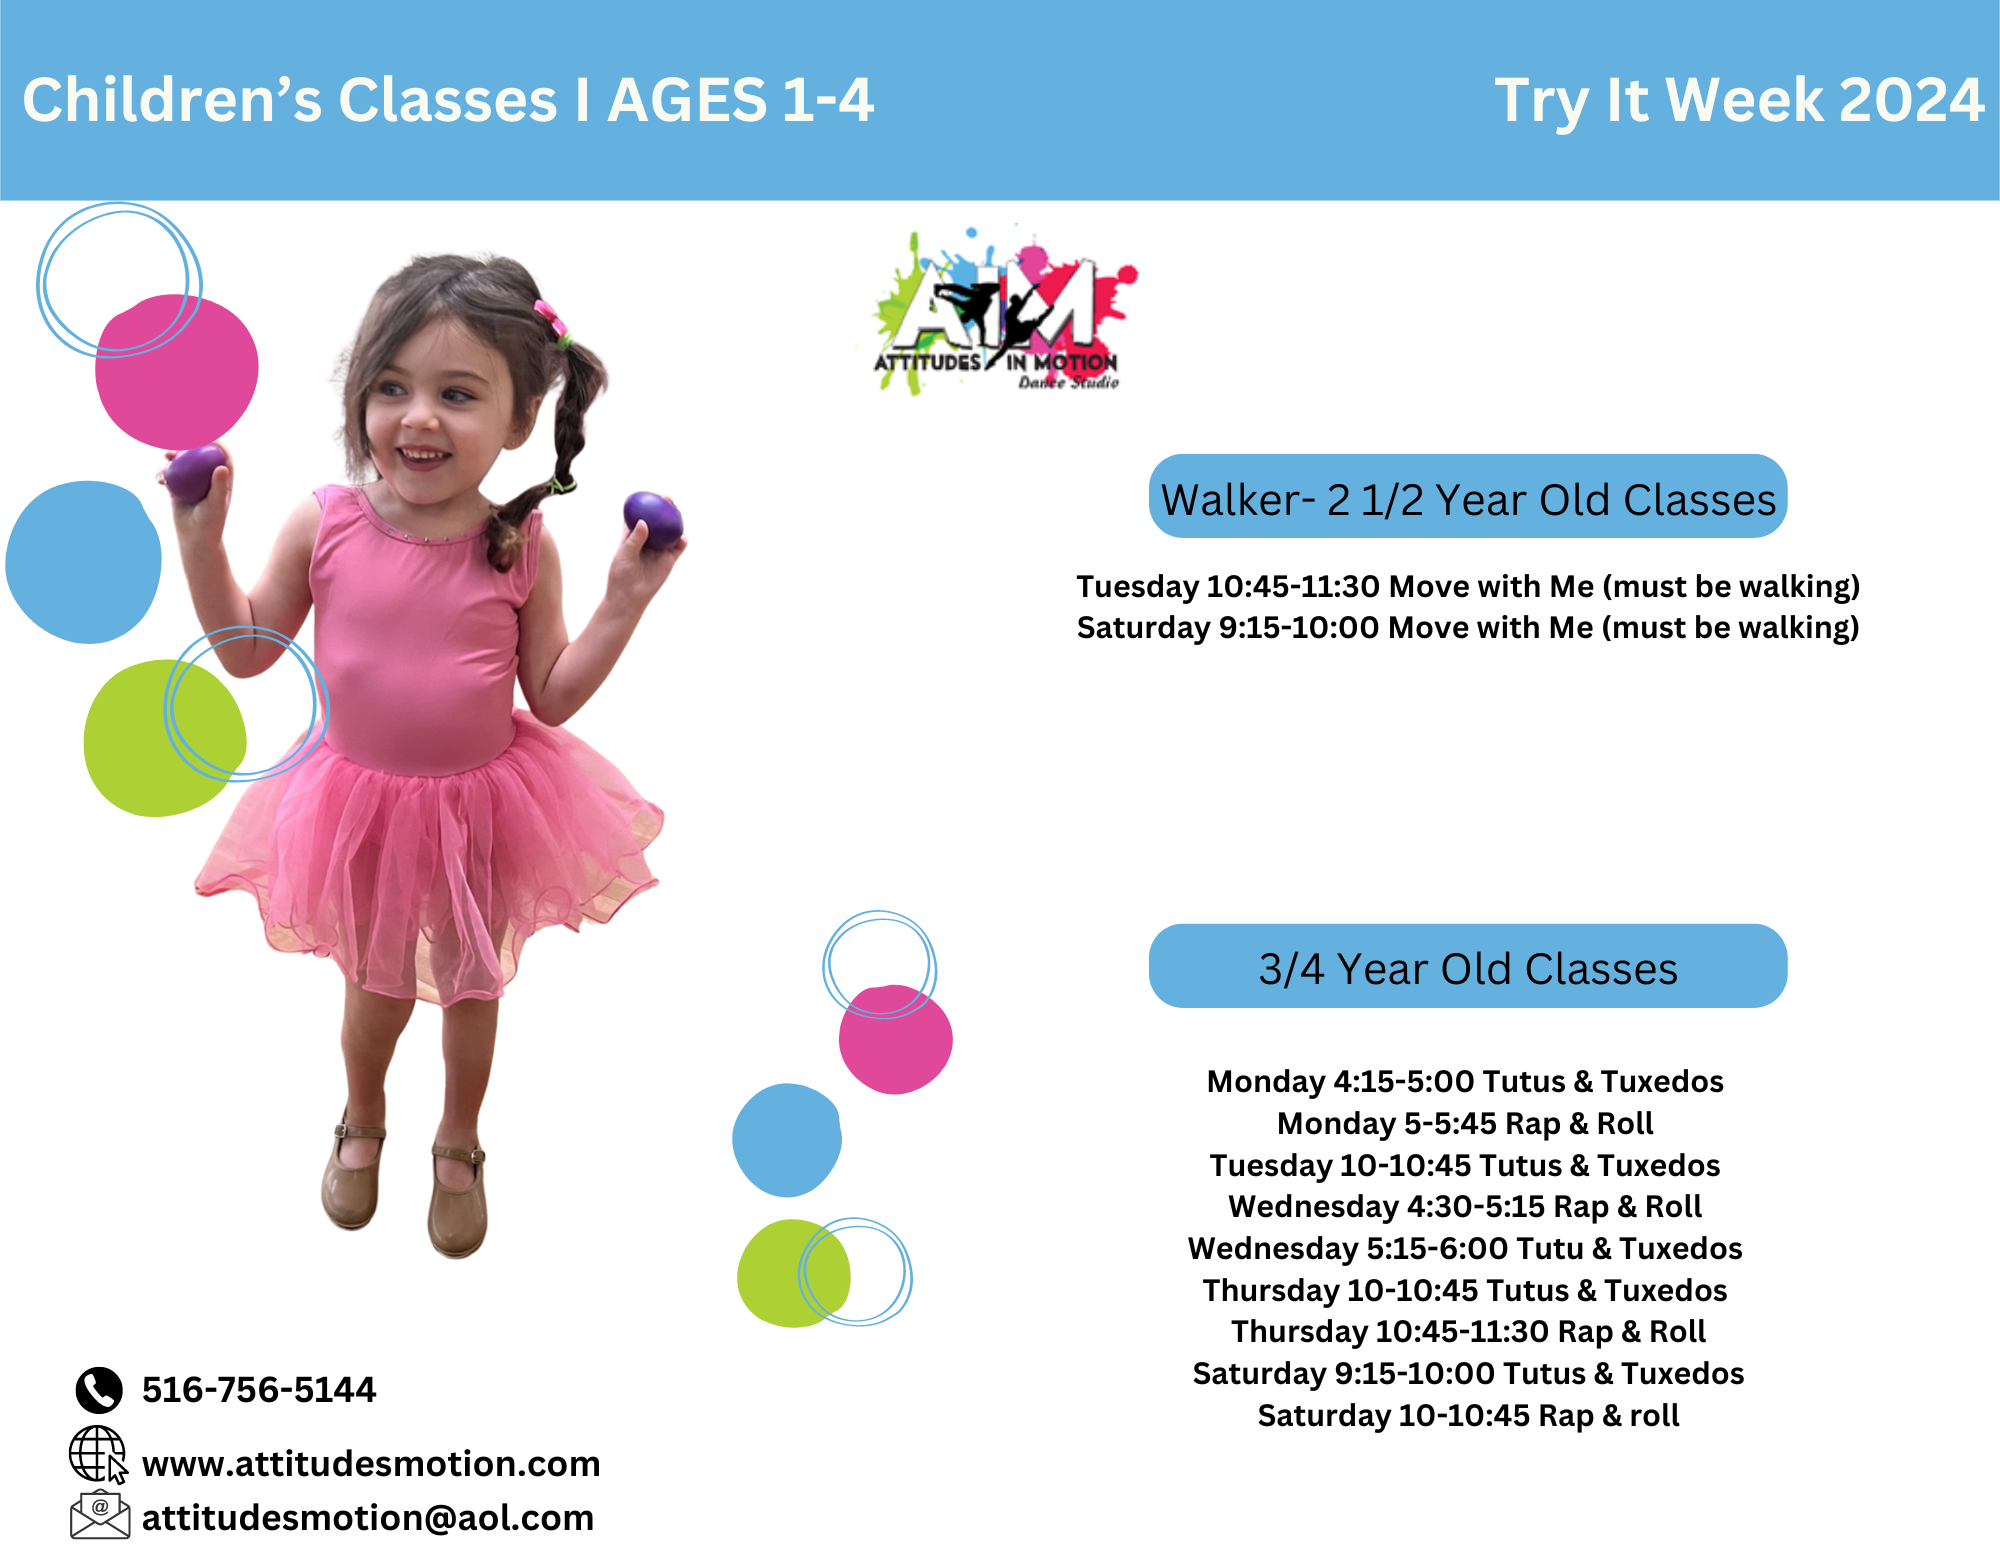 Children’s Classes I AGES 1-4
Try It Week 2024
AIM
ATTITUDES IN MOTION
Dance Studio
Walker- 2 1/2 Year Old Classes
Tuesday 10:45-11:30 Move with Me (must be walking)
Saturday 9:15-10:00 Move with Me (must be walking)
3/4 Year Old Classes
Monday 4:15-5:00 Tutus & Tuxedos
Monday 5-5:45 Rap & Roll
Tuesday 10-10:45 Tutus & Tuxedos
Wednesday 4:30-5:15 Rap & Roll
Wednesday 5:15-6:00 Tutu & Tuxedos
Thursday 10-10:45 Tutus & Tuxedos
Thursday 10:45-11:30 Rap & Roll
Saturday 9:15-10:00 Tutus & Tuxedos
Saturday 10-10:45 Rap & roll
516-756-5144
www.attitudesmotion.com
@
attitudesmotion@aol.com